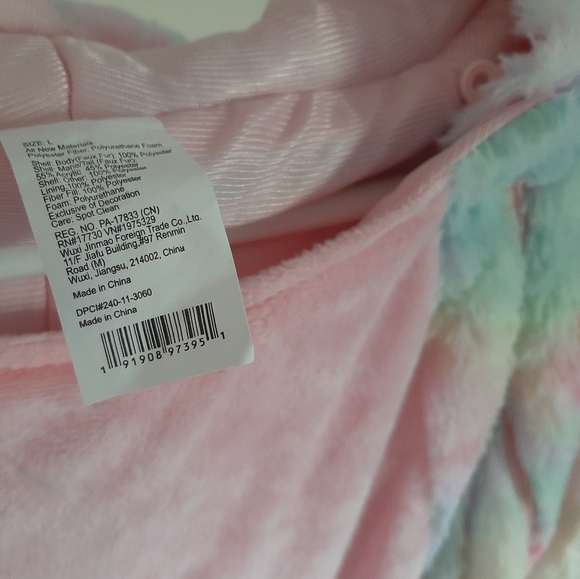 SIZE: L
All New Materials
Polyester Fiber, Polyurethane Foam
Shell: Body(Faux Fur): 100% Polyester
Shell: Mane/Tail (Faux Fur):
55% Acrylic, 45% Polyester
Shell: Other: 100% Polyester
Lining:100% Polyester
Fiber Fill: 100% Polyester
Foam: Polyurethane
Exclusive of Decoration
Care: Spot Clean
REG. NO. PA-17833 (CN)
RN#17730 VN#1975329
Wuxi Jinmao Foreign Trade Co.,Ltd.
11/F Jiafu Building,#97 Renmin
Road (M)
Wuxi, Jiangsu, 214002, China
Made in China
DPCI#240-11-3060
Made in China
1 91908 97395 1